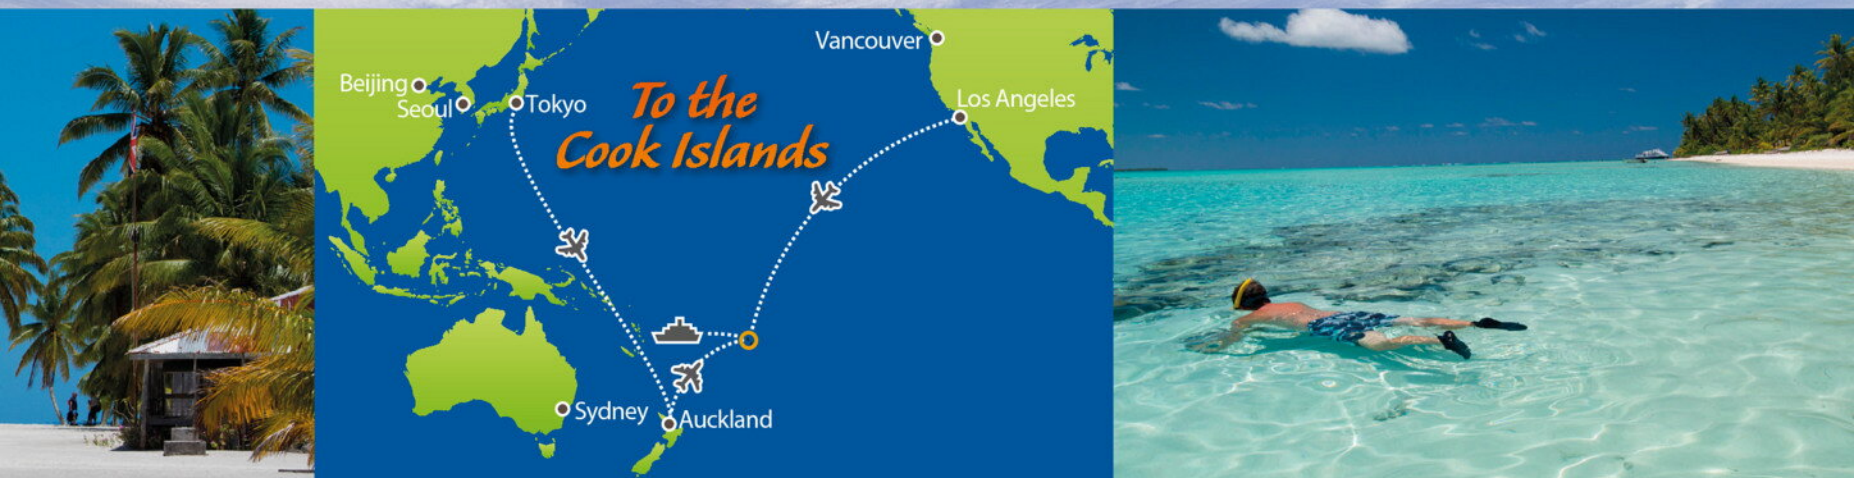 Vancouver
Beijing
Seoul
Tokyo
To the
Cook Islands
Los Angeles
Sydney
Auckland